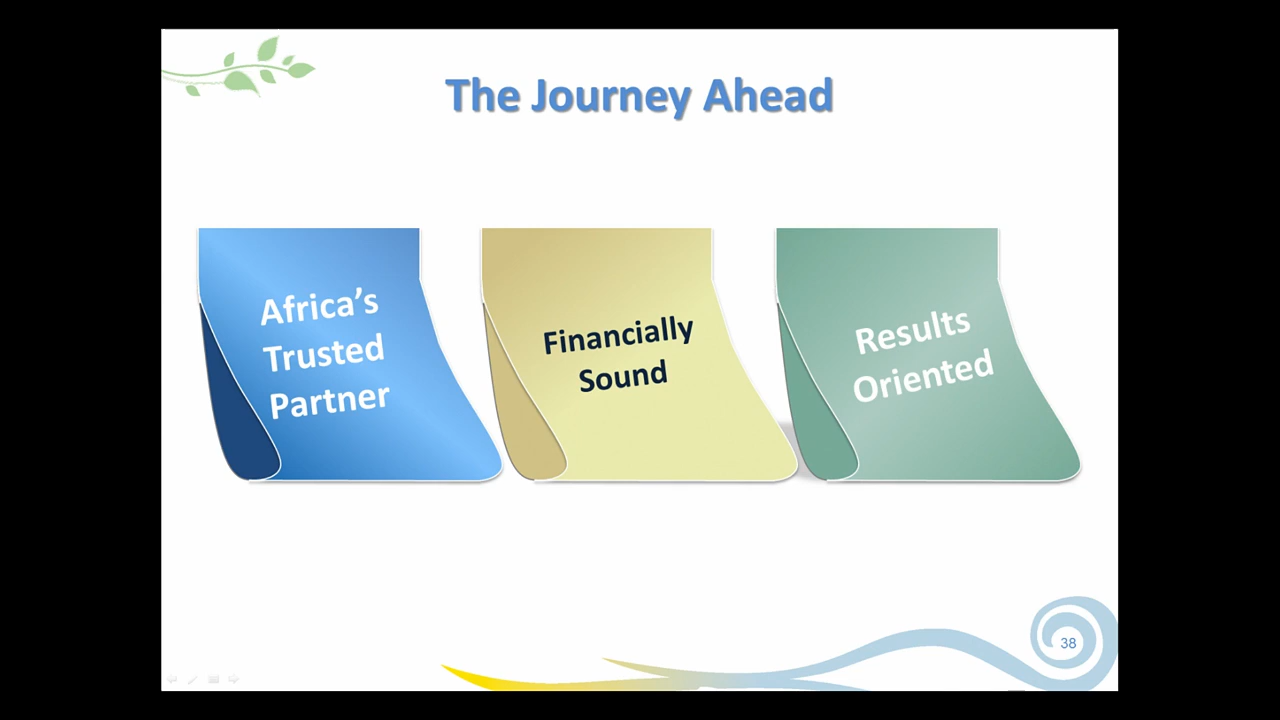 The Journey Ahead
Africa’s
Trusted
Partner
Financially
Sound
Results
Oriented
38